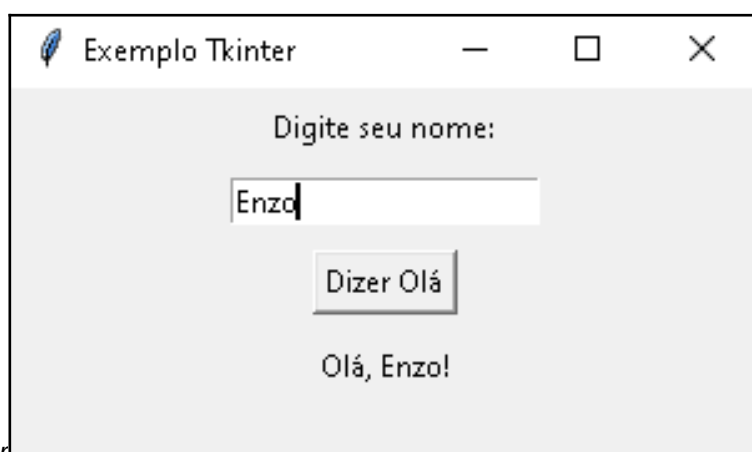 Exemplo Tkinter
Digite seu nome:
Enzo
Dizer Olá
Olá, Enzo!
r